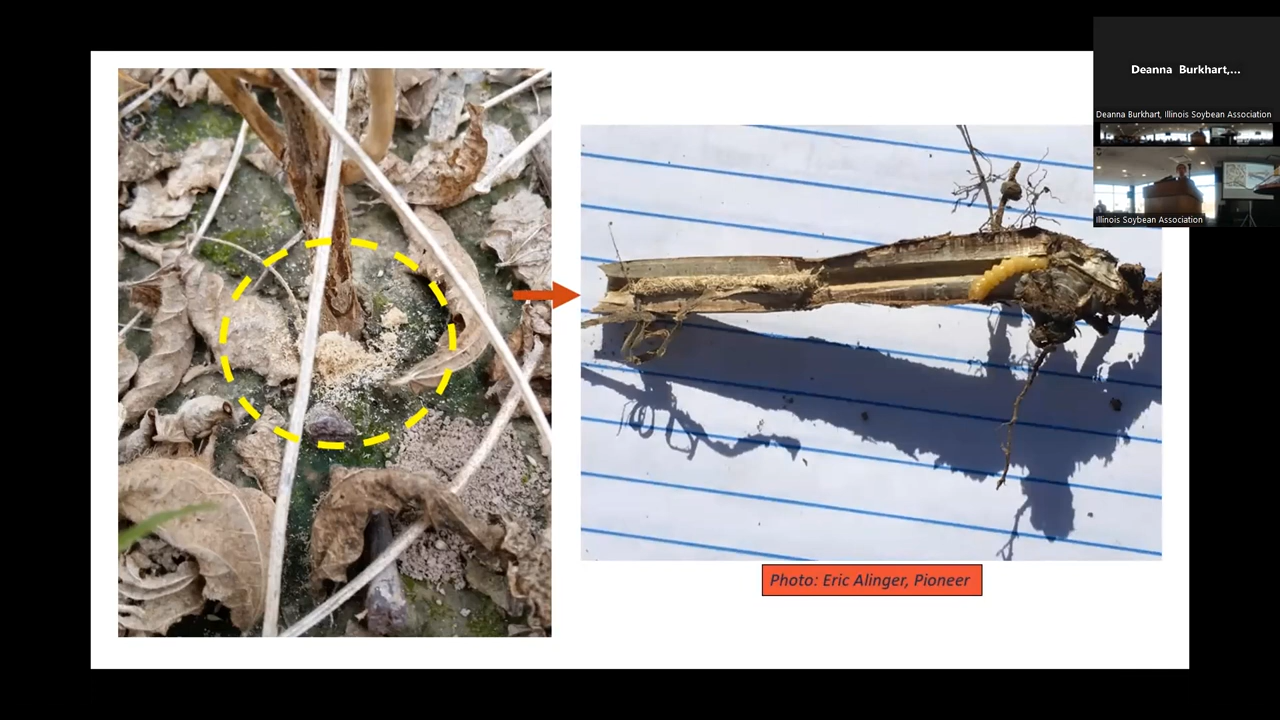 Deanna Burkhart,...
Deanna Burkhart, Illinois Soybean Association
Illinois Soybean Association
Photo: Eric Alinger, Pioneer